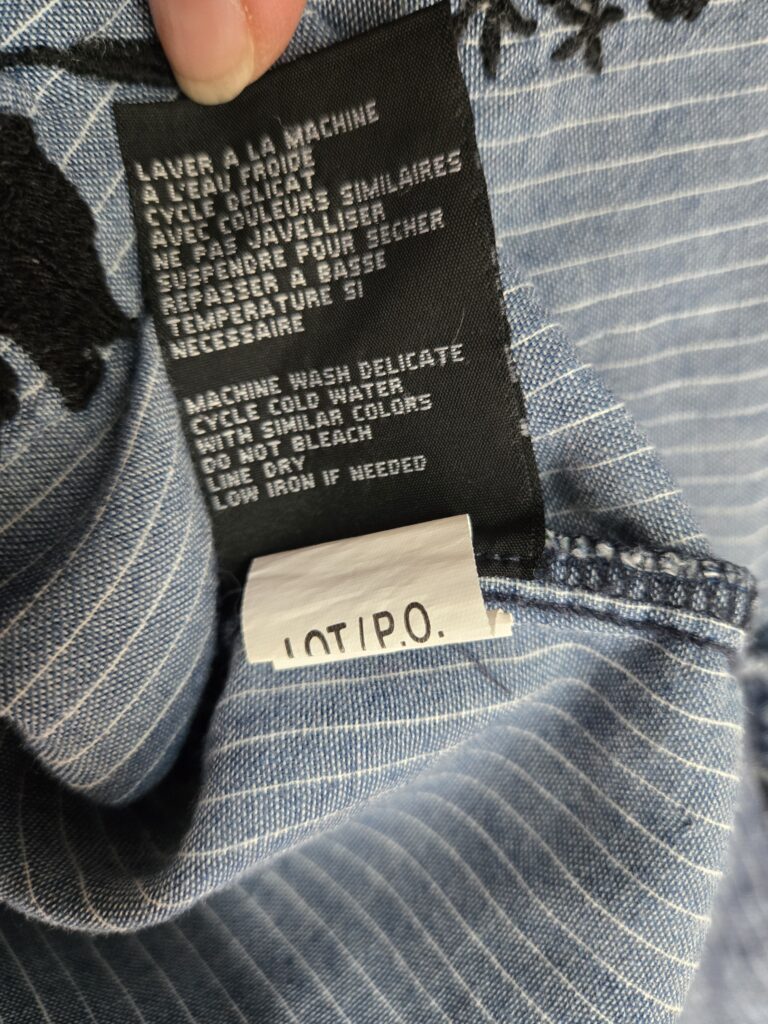 LAVER A LA MACHINE
A L'EAU FROIDE
CYCLE DELICAT
AVEC COULEURS SIMILAIRES
NE PAS JAVELLISER
SUSPENDRE POUR SECHER
REPASSER A BASSE
TEMPERATURE SI
NECESSAIRE
MACHINE WASH DELICATE
CYCLE COLD WATER
WITH SIMILAR COLORS
DO NOT BLEACH
LINE DRY
LOW IRON IF NEEDED
LOT/P.O.